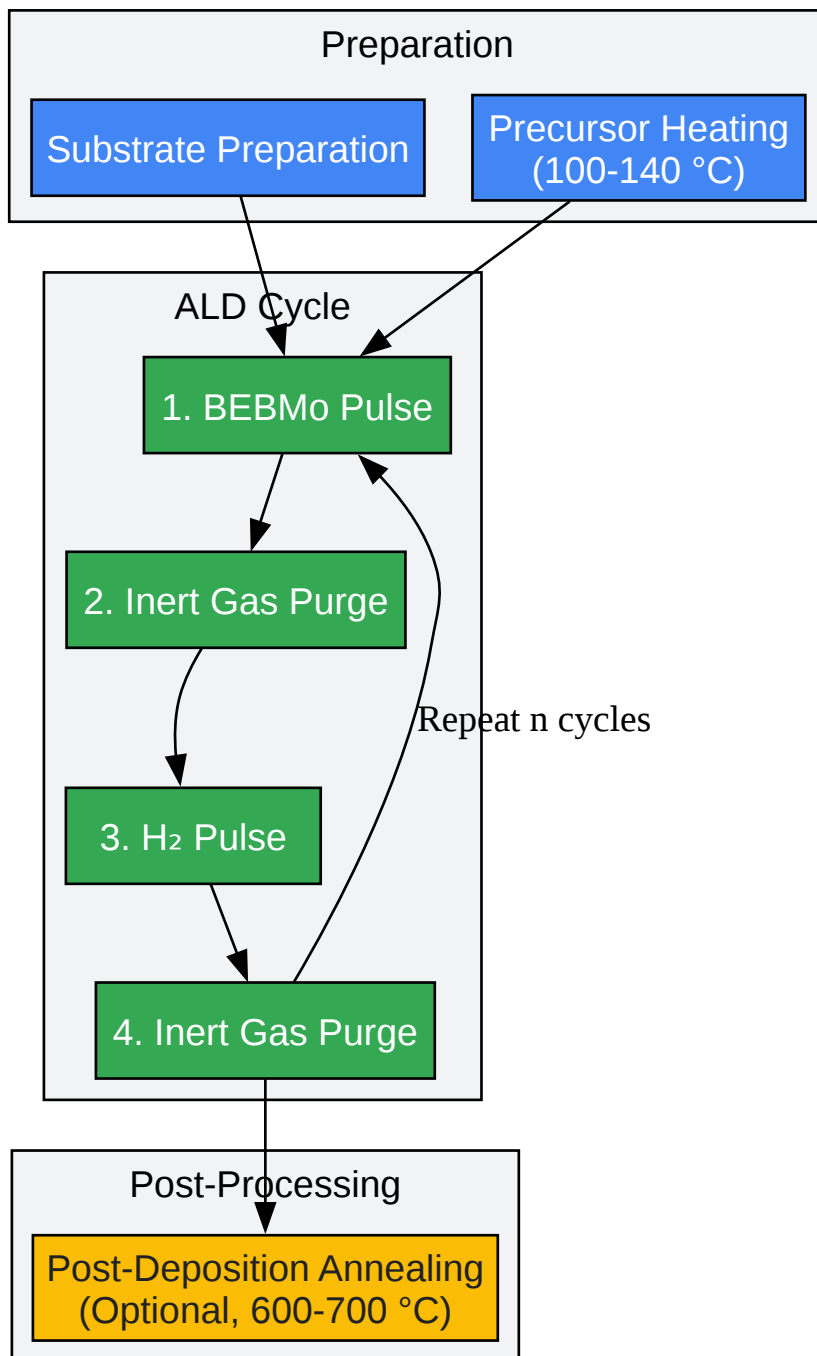 Preparation
Substrate Preparation
Precursor Heating
(100-140 °C)
ALD Cycle
1. BEBMo Pulse
2. Inert Gas Purge
Repeat n cycles
3. H₂ Pulse
4. Inert Gas Purge
Post-Processing
Post-Deposition Annealing
(Optional, 600-700 °C)